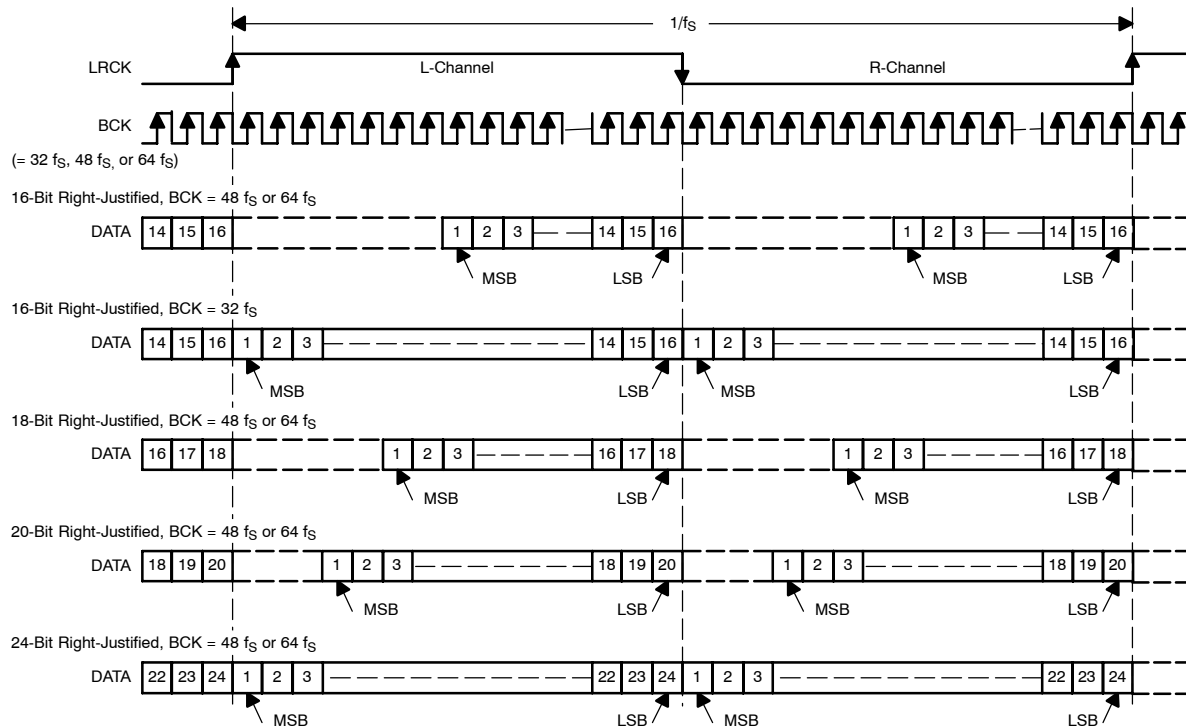 1/fS
LRCK L-Channel R-Channel
BCK
(= 32 fS, 48 fS, or 64 fS)
16-Bit Right-Justified, BCK = 48 fS or 64 fS
DATA 14 15 16 1 2 3 14 15 16 1 2 3 14 15 16
MSB LSB MSB LSB
16-Bit Right-Justified, BCK = 32 fS
DATA 14 15 16 1 2 3 14 15 16 1 2 3 14 15 16
MSB LSB MSB LSB
18-Bit Right-Justified, BCK = 48 fS or 64 fS
DATA 16 17 18 1 2 3 16 17 18 1 2 3 16 17 18
MSB LSB MSB LSB
20-Bit Right-Justified, BCK = 48 fS or 64 fS
DATA 18 19 20 1 2 3 18 19 20 1 2 3 18 19 20
MSB LSB MSB LSB
24-Bit Right-Justified, BCK = 48 fS or 64 fS
DATA 22 23 24 1 2 3 22 23 24 1 2 3 22 23 24
MSB LSB MSB LSB